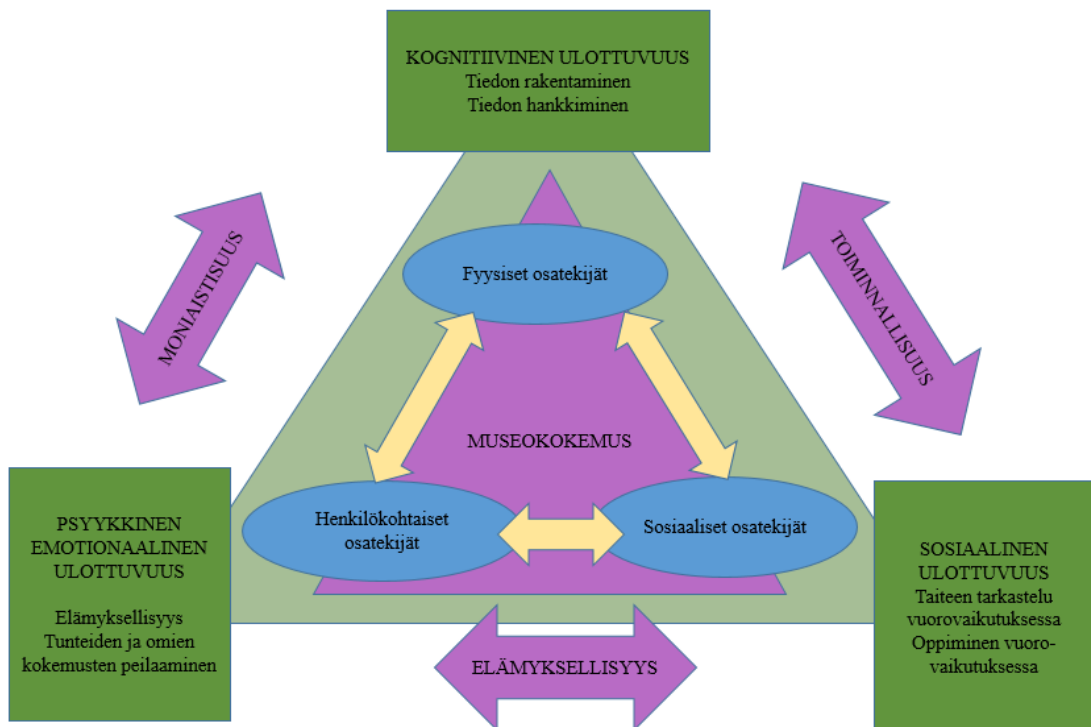 KOGNITIIVINEN ULOTTUVUUS
Tiedon rakentaminen
Tiedon hankkiminen
MONIAISTISUUS
TOIMINNALLISUUS
Fyysiset osatekijät
MUSEOKOKEMUS
Henkilökohtaiset
osatekijät
Sosiaaliset osatekijät
PSYYKKINEN
EMOTIONAALINEN
ULOTTUVUUS
Elämyksellisyys
Tunteiden ja omien
kokemusten peilaaminen
ELÄMYKSELLISYYS
SOSIAALINEN
ULOTTUVUUS
Taiteen tarkastelu
vuorovaikutuksessa
Oppiminen vuoro-
vaikutuksessa